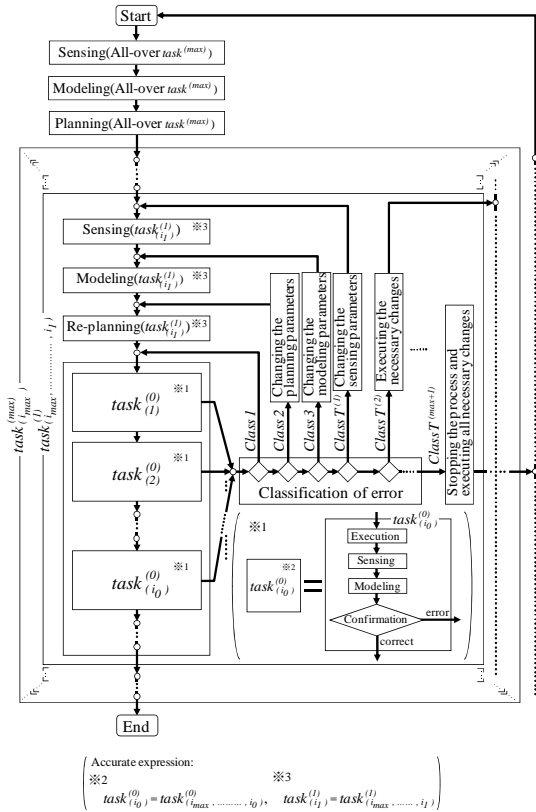 Start
Sensing(All-over task(max))
Modeling(All-over task(max))
Planning(All-over task(max))
Sensing(task(1)(i1)) ※3
Modeling(task(1)(i1)) ※3
Re-planning(task(1)(i1)) ※3
task(max)(imax)
task(1)(imax, ......., i1)
task(0)(1) ※1
task(0)(2) ※1
task(0)(i0) ※1
Class 1
Class 2
Class 3
Class T(1)
Class T(2)
Class T(max+1)
Changing the
planning parameters
Changing the
modeling parameters
Changing the
sensing parameters
Executing the
necessary changes
Stopping the process and
executing all necessary changes
Classification of error
※1
task(0)(i0) ※2
=
task(0)(i0)
Execution
Sensing
Modeling
Confirmation
error
correct
End
Accurate expression:
※2 ※3
task(0)(i0) = task(0)(imax, ........., i0), task(1)(i1) = task(1)(imax, ......., i1)